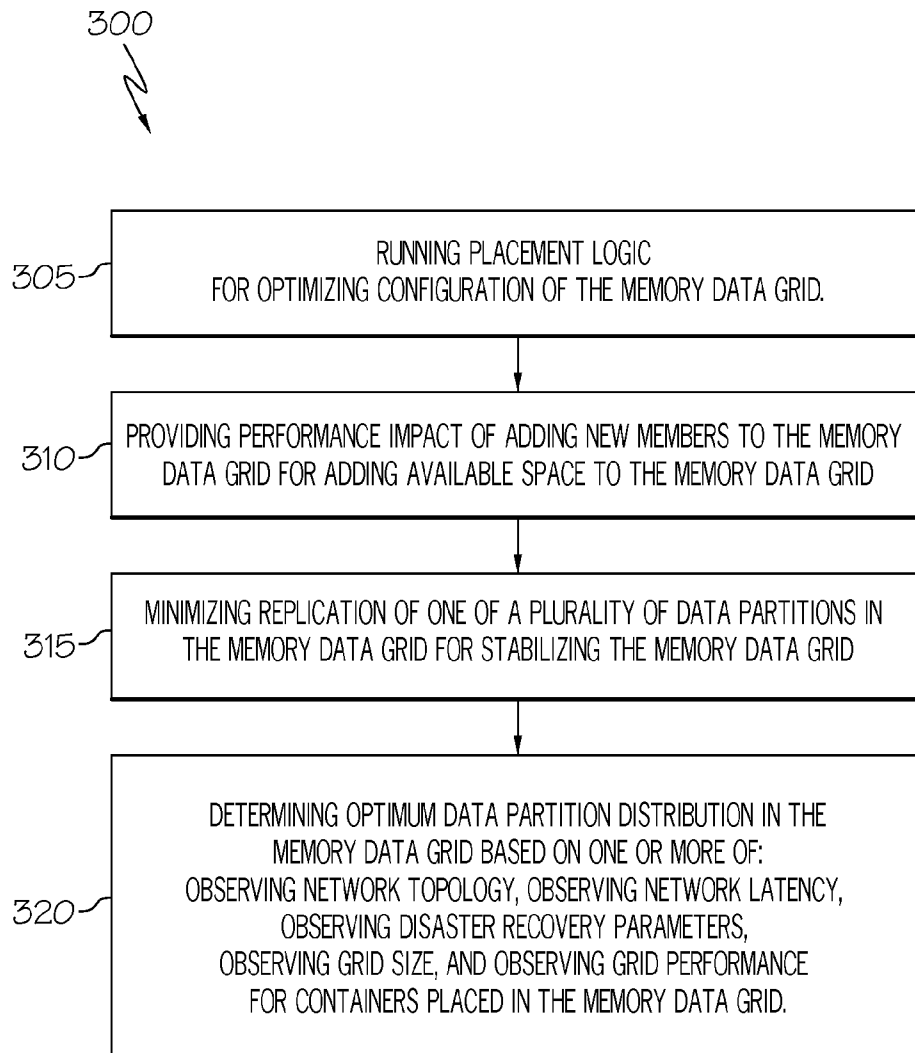 300
305
RUNNING PLACEMENT LOGIC
FOR OPTIMIZING CONFIGURATION OF THE MEMORY DATA GRID.
310
PROVIDING PERFORMANCE IMPACT OF ADDING NEW MEMBERS TO THE MEMORY
DATA GRID FOR ADDING AVAILABLE SPACE TO THE MEMORY DATA GRID
315
MINIMIZING REPLICATION OF ONE OF A PLURALITY OF DATA PARTITIONS IN
THE MEMORY DATA GRID FOR STABILIZING THE MEMORY DATA GRID
320
DETERMINING OPTIMUM DATA PARTITION DISTRIBUTION IN THE
MEMORY DATA GRID BASED ON ONE OR MORE OF:
OBSERVING NETWORK TOPOLOGY, OBSERVING NETWORK LATENCY,
OBSERVING DISASTER RECOVERY PARAMETERS,
OBSERVING GRID SIZE, AND OBSERVING GRID PERFORMANCE
FOR CONTAINERS PLACED IN THE MEMORY DATA GRID.